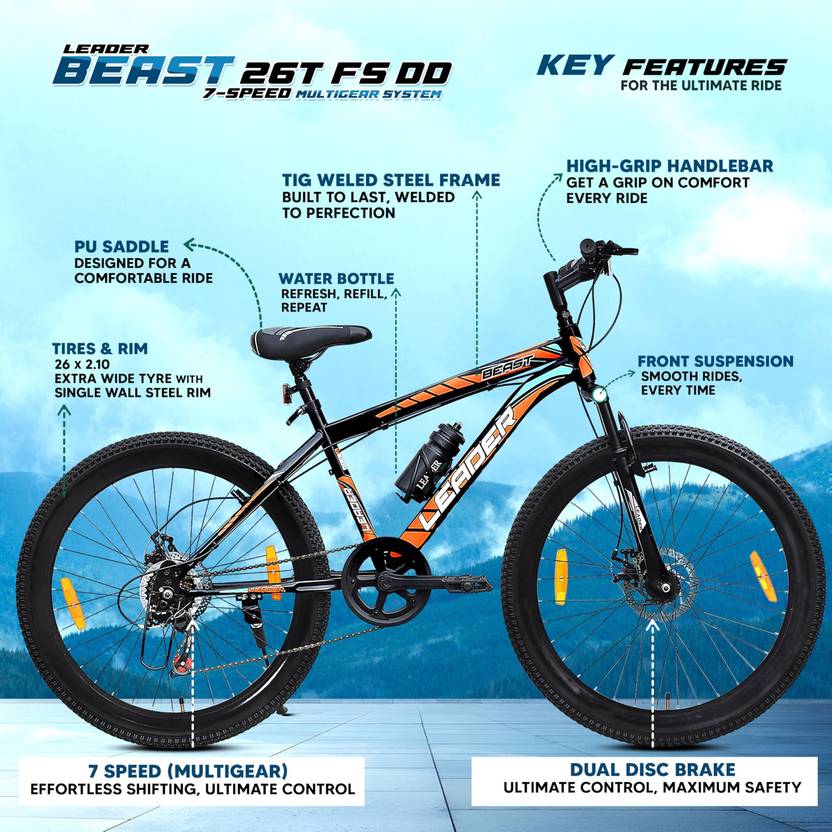 LEADER
BEAST 26T FS DD
7-SPEED MULTIGEAR SYSTEM
KEY FEATURES
FOR THE ULTIMATE RIDE
TIG WELED STEEL FRAME
BUILT TO LAST, WELDED
TO PERFECTION
HIGH-GRIP HANDLEBAR
GET A GRIP ON COMFORT
EVERY RIDE
PU SADDLE
DESIGNED FOR A
COMFORTABLE RIDE
WATER BOTTLE
REFRESH, REFILL,
REPEAT
TIRES & RIM
26 x 2.10
EXTRA WIDE TYRE WITH
SINGLE WALL STEEL RIM
FRONT SUSPENSION
SMOOTH RIDES,
EVERY TIME
BEAST
LEADER
LEADER
LEADER
7 SPEED (MULTIGEAR)
EFFORTLESS SHIFTING, ULTIMATE CONTROL
DUAL DISC BRAKE
ULTIMATE CONTROL, MAXIMUM SAFETY